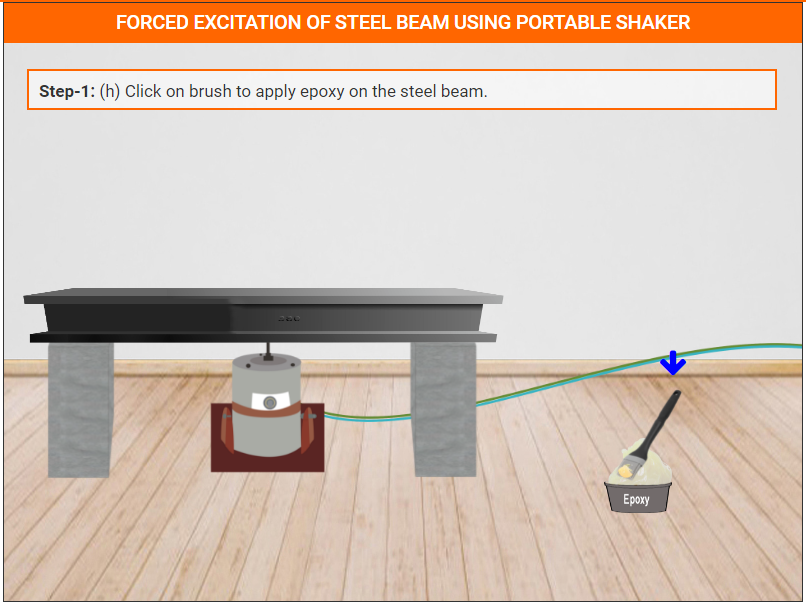 FORCED EXCITATION OF STEEL BEAM USING PORTABLE SHAKER
Step-1: (h) Click on brush to apply epoxy on the steel beam.
Epoxy